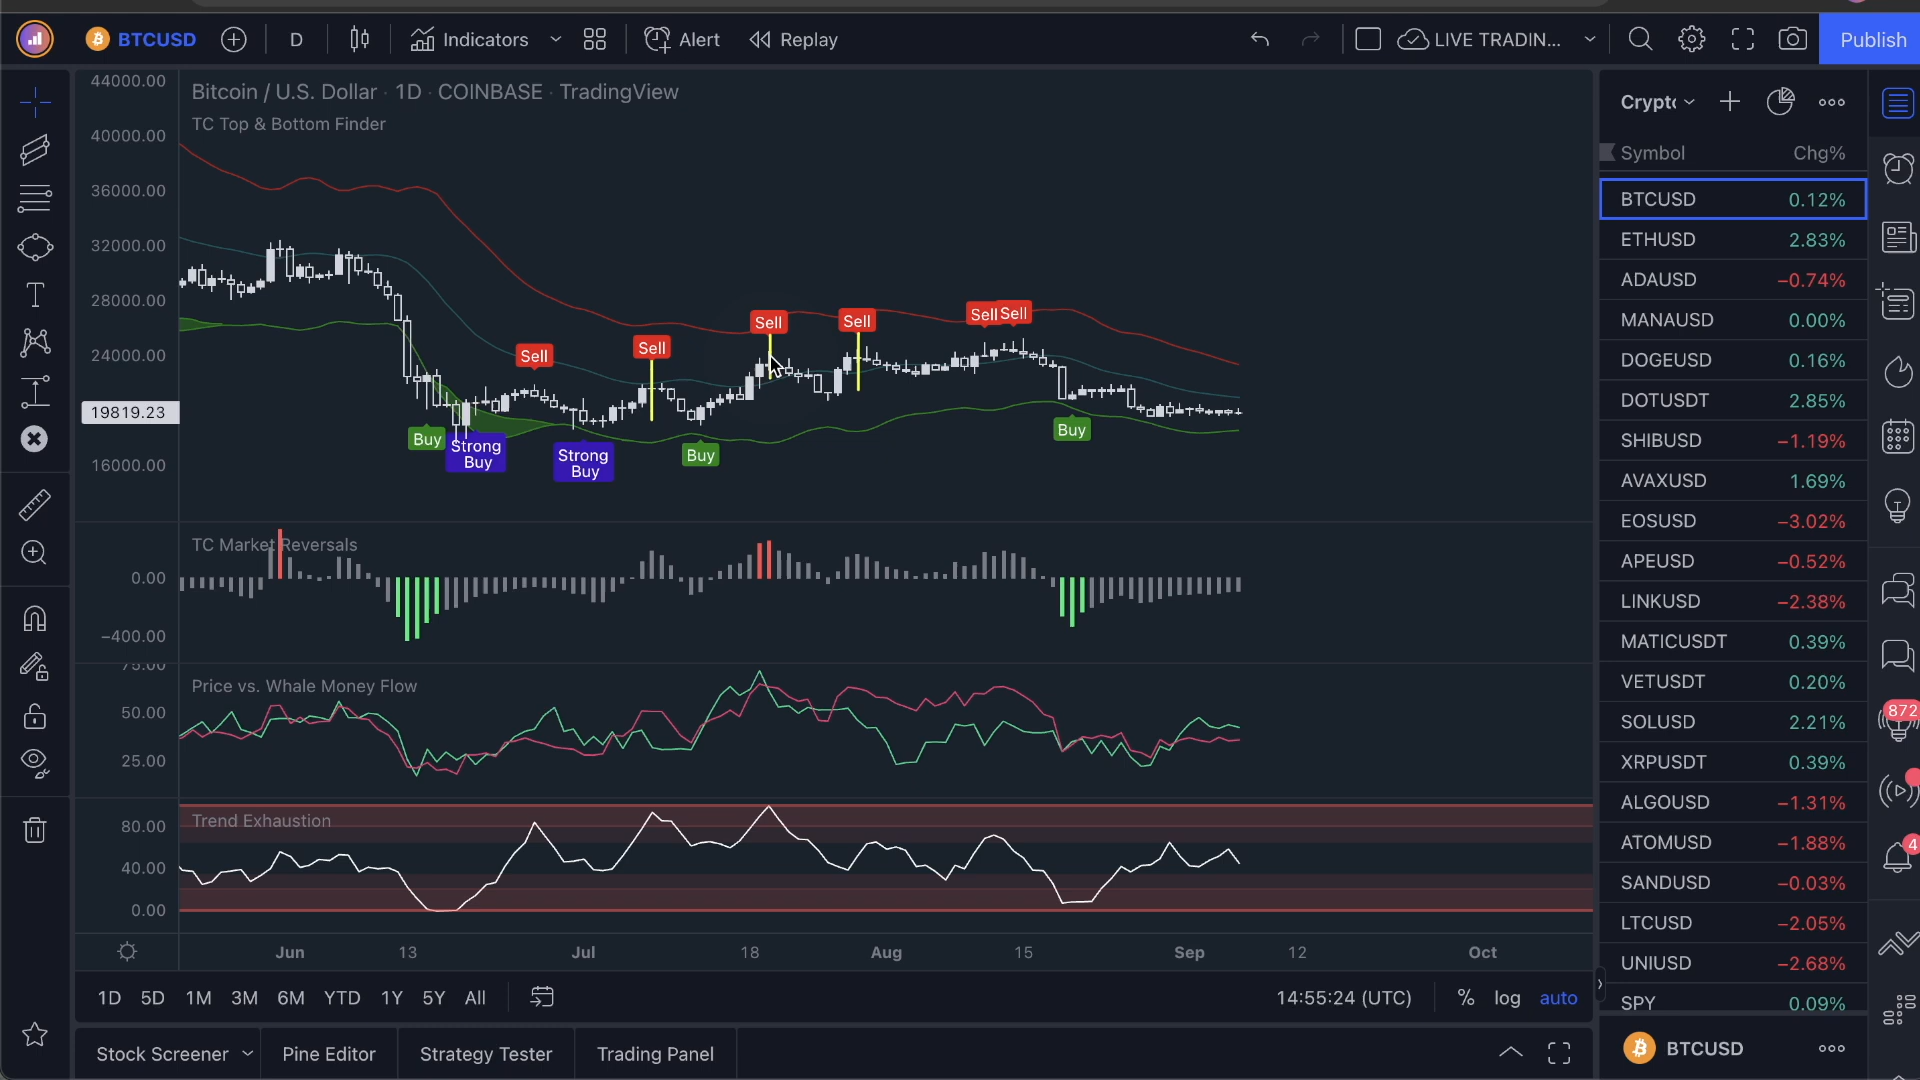 BTCUSD
D
Indicators
Alert
Replay
LIVE TRADIN...
Publish
44000.00
40000.00
36000.00
32000.00
28000.00
24000.00
19819.23
16000.00
Bitcoin / U.S. Dollar · 1D · COINBASE · TradingView
TC Top & Bottom Finder
Sell
Sell
Sell
Sell
Sell
Sell
Buy
Strong
Buy
Strong
Buy
Buy
Buy
TC Market Reversals
0.00
−400.00
Price vs. Whale Money Flow
75.00
50.00
25.00
Trend Exhaustion
80.00
40.00
0.00
Jun
13
Jul
18
Aug
15
Sep
12
Oct
1D
5D
1M
3M
6M
YTD
1Y
5Y
All
14:55:24 (UTC)
%
log
auto
Stock Screener
Pine Editor
Strategy Tester
Trading Panel
Crypto
Symbol Chg%
BTCUSD 0.12%
ETHUSD 2.83%
ADAUSD −0.74%
MANAUSD 0.00%
DOGEUSD 0.16%
DOTUSDT 2.85%
SHIBUSD −1.19%
AVAXUSD 1.69%
EOSUSD −3.02%
APEUSD −0.52%
LINKUSD −2.38%
MATICUSDT 0.39%
VETUSDT 0.20%
SOLUSD 2.21%
XRPUSDT 0.39%
ALGOUSD −1.31%
ATOMUSD −1.88%
SANDUSD −0.03%
LTCUSD −2.05%
UNIUSD −2.68%
SPY 0.09%
BTCUSD
872
4